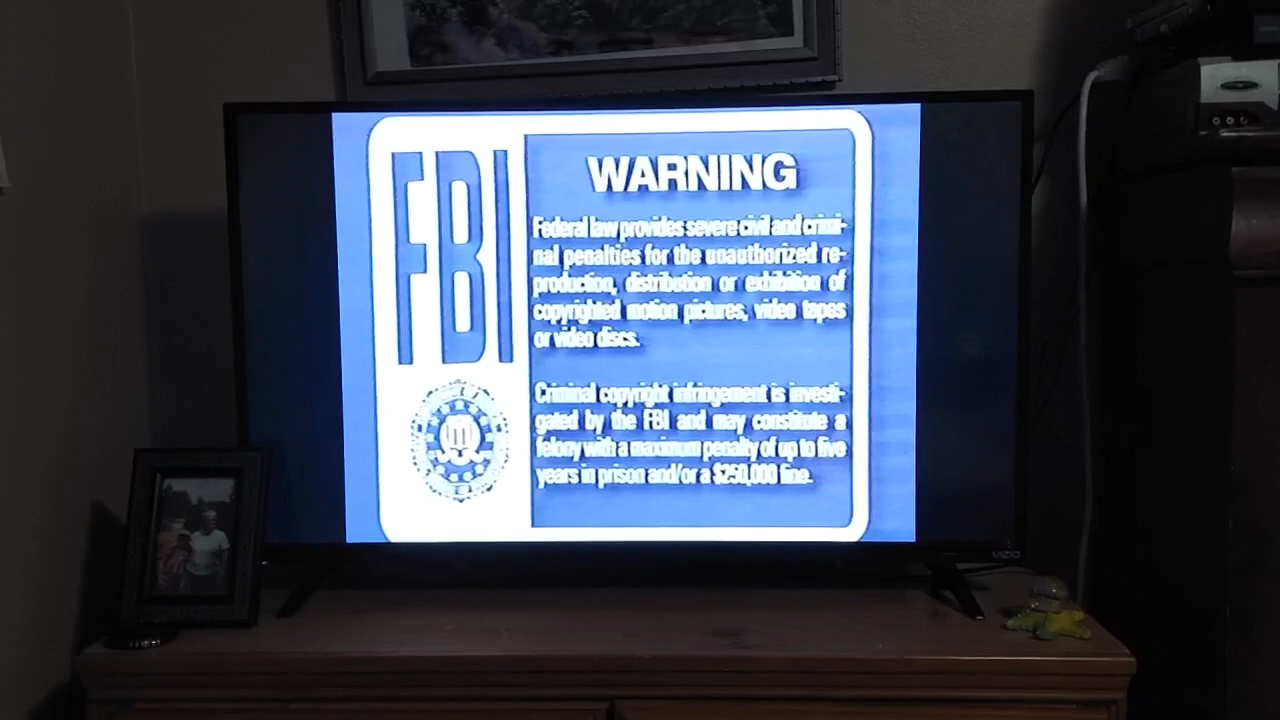 FBI
WARNING
Federal law provides severe civil and crimi-
nal penalties for the unauthorized re-
production, distribution or exhibition of
copyrighted motion pictures, video tapes
or video discs.
Criminal copyright infringement is investi-
gated by the FBI and may constitute a
felony with a maximum penalty of up to five
years in prison and/or a $250,000 fine.
VIZIO